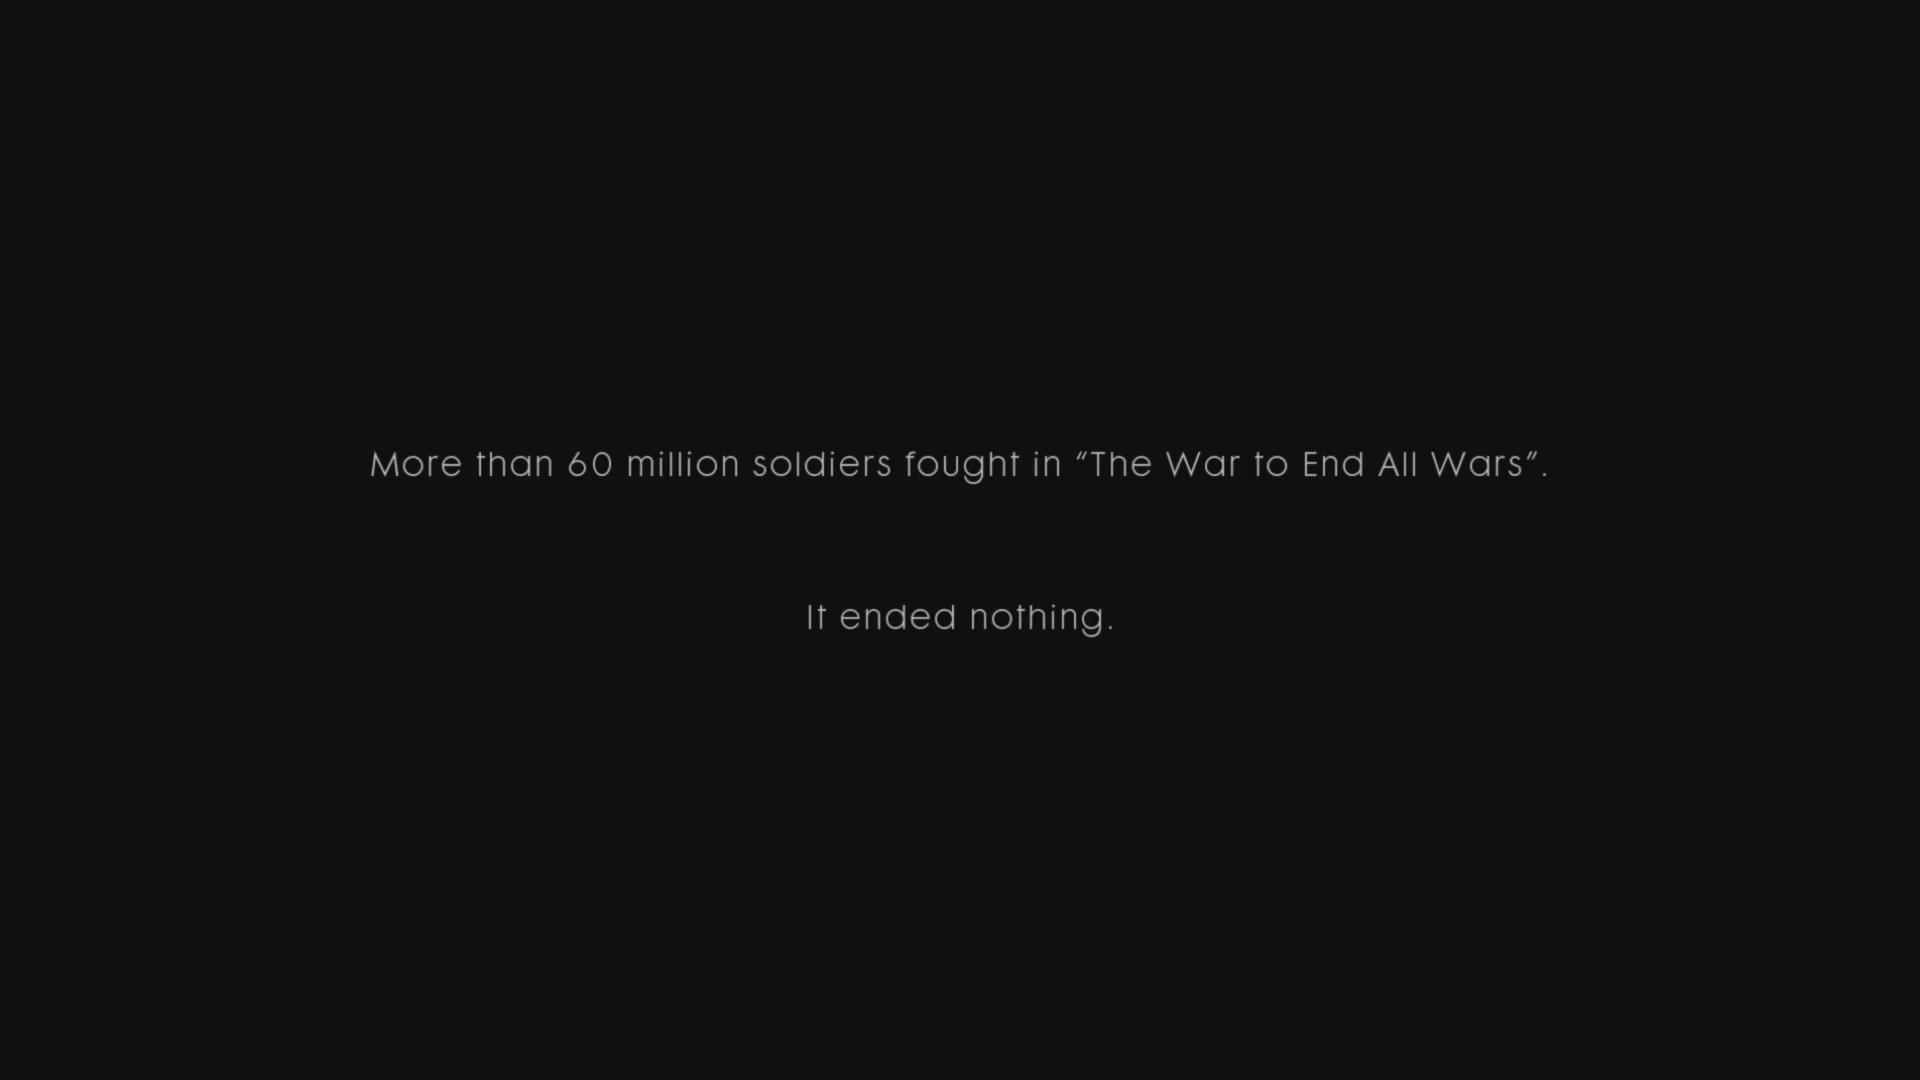 More than 60 million soldiers fought in “The War to End All Wars”.
It ended nothing.